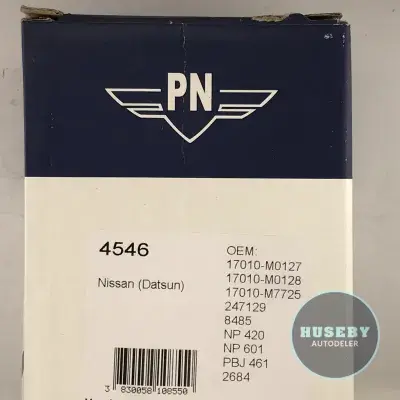 PN
4546
Nissan (Datsun)
OEM:
17010-M0127
17010-M0128
17010-M7725
247129
8485
NP 420
NP 601
PBJ 461
2684
3 830058 108550
HUSEBY
AUTODELER